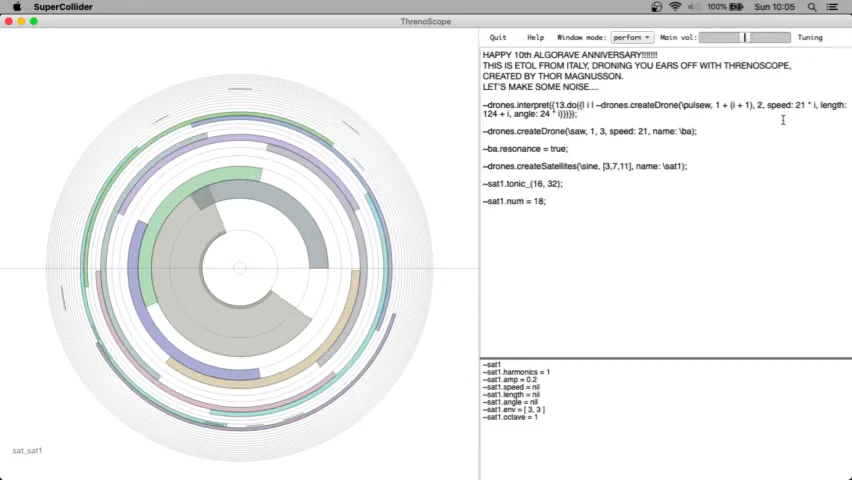 SuperCollider
100%
Sun 10:05
ThrenoScope
Quit Help Window mode: perform Main vol: Tuning
HAPPY 10th ALGORAVE ANNIVERSARY!!!!!!!
THIS IS ETOL FROM ITALY, DRONING YOU EARS OFF WITH THRENOSCOPE,
CREATED BY THOR MAGNUSSON.
LET'S MAKE SOME NOISE....
~drones.interpret({13.do({l i l ~drones.createDrone(\pulsew, 1 + (i + 1), 2, speed: 21 * i, length:
124 + i, angle: 24 * i)})});
~drones.createDrone(\saw, 1, 3, speed: 21, name: \ba);
~ba.resonance = true;
~drones.createSatellites(\sine, [3,7,11], name: \sat1);
~sat1.tonic_(16, 32);
~sat1.num = 18;
~sat1
~sat1.harmonics = 1
~sat1.amp = 0.2
~sat1.speed = nil
~sat1.length = nil
~sat1.angle = nil
~sat1.env = [ 3, 3 ]
~sat1.octave = 1
sat_sat1